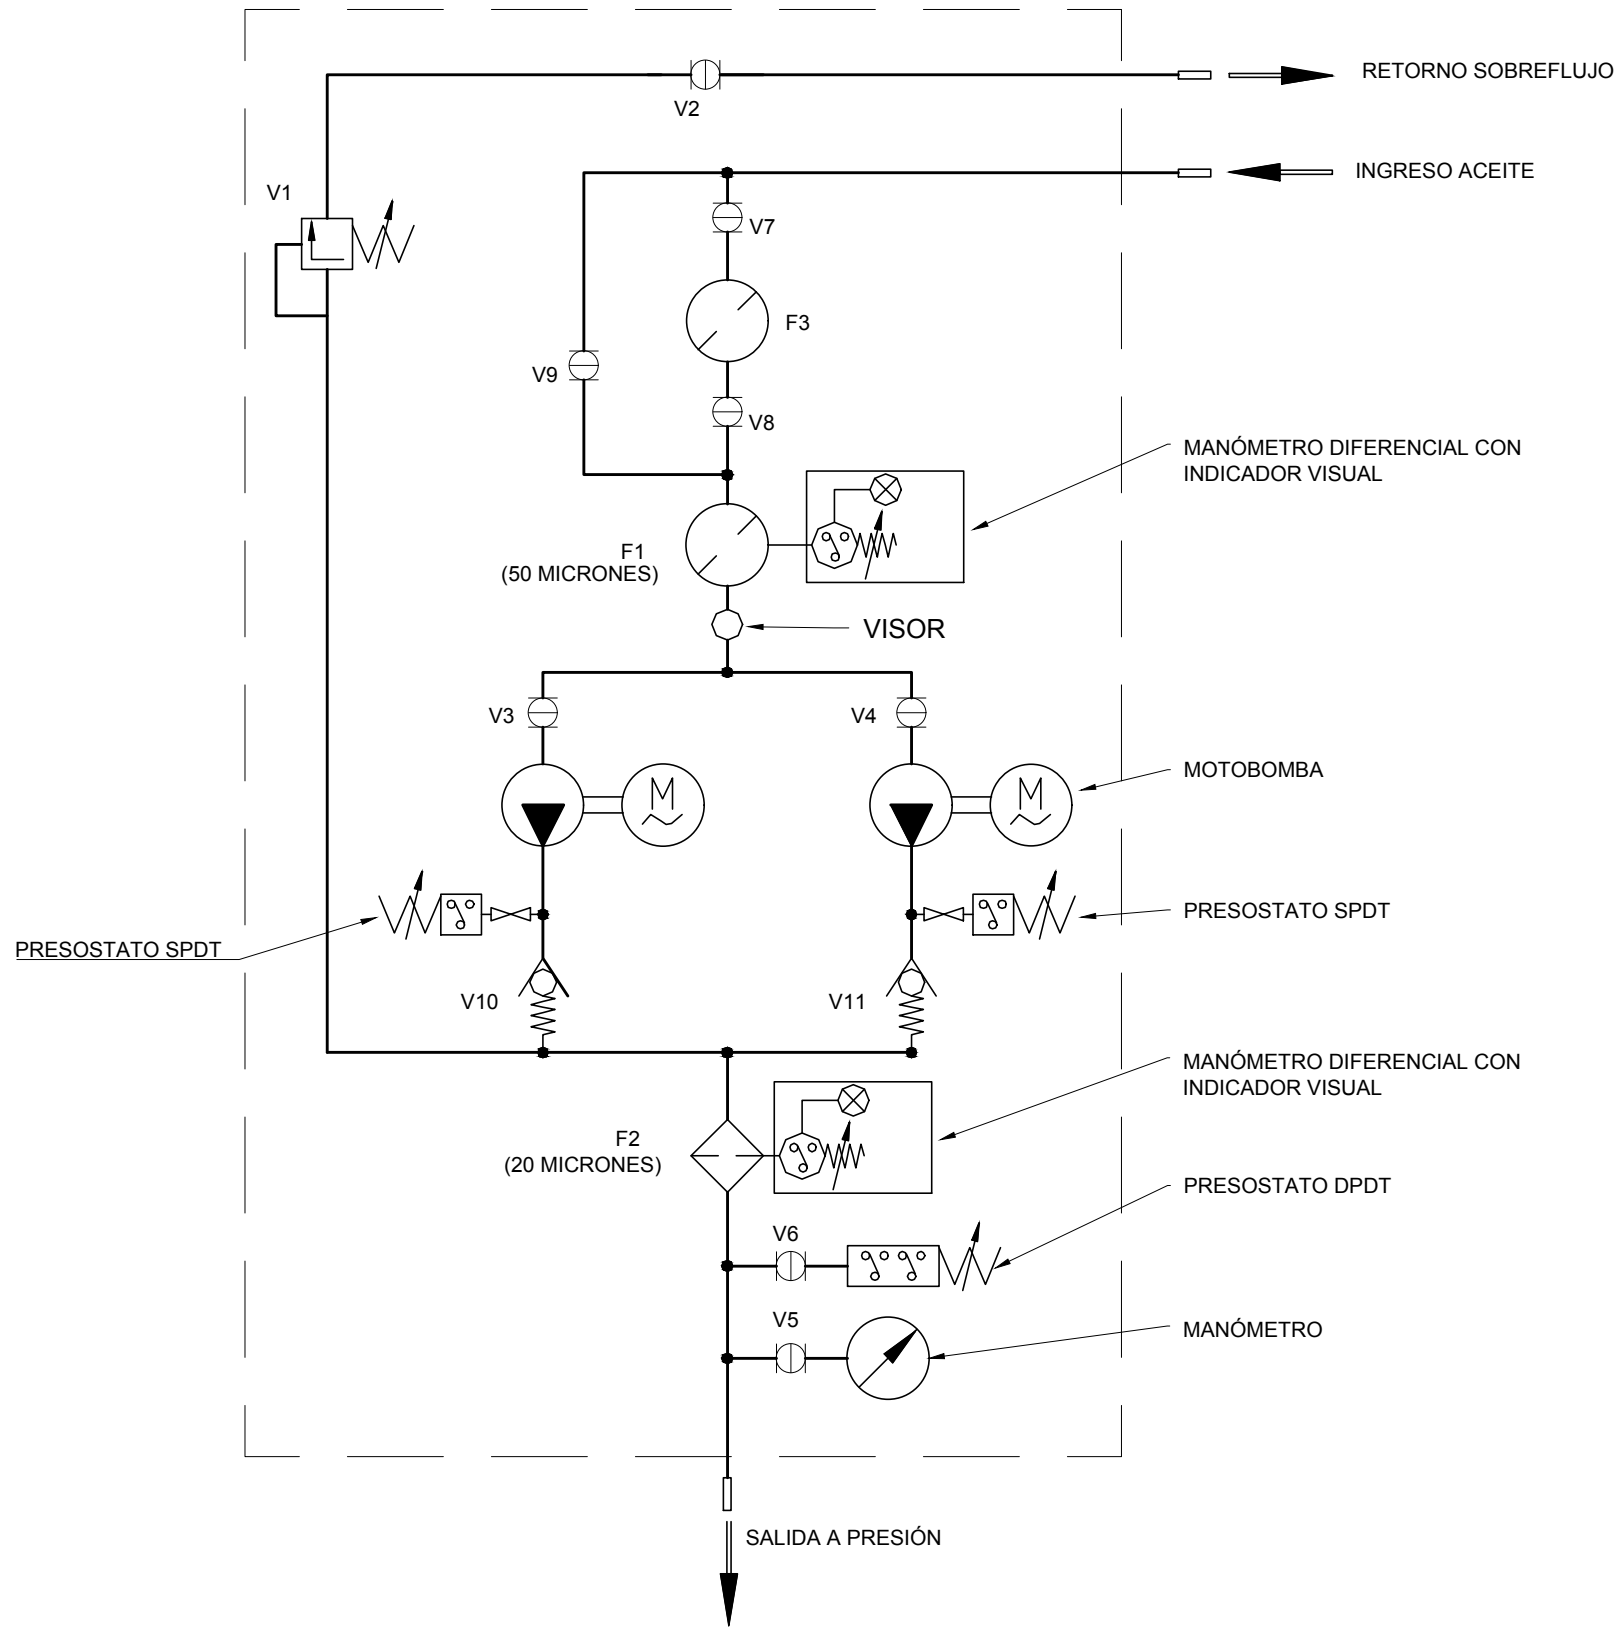 RETORNO SOBREFLUJO
V2
INGRESO ACEITE
V1
V7
F3
V9
V8
MANÓMETRO DIFERENCIAL CON
INDICADOR VISUAL
F1
(50 MICRONES)
VISOR
V3
V4
M
M
MOTOBOMBA
PRESOSTATO SPDT
PRESOSTATO SPDT
V10
V11
MANÓMETRO DIFERENCIAL CON
INDICADOR VISUAL
F2
(20 MICRONES)
PRESOSTATO DPDT
V6
V5
MANÓMETRO
SALIDA A PRESIÓN